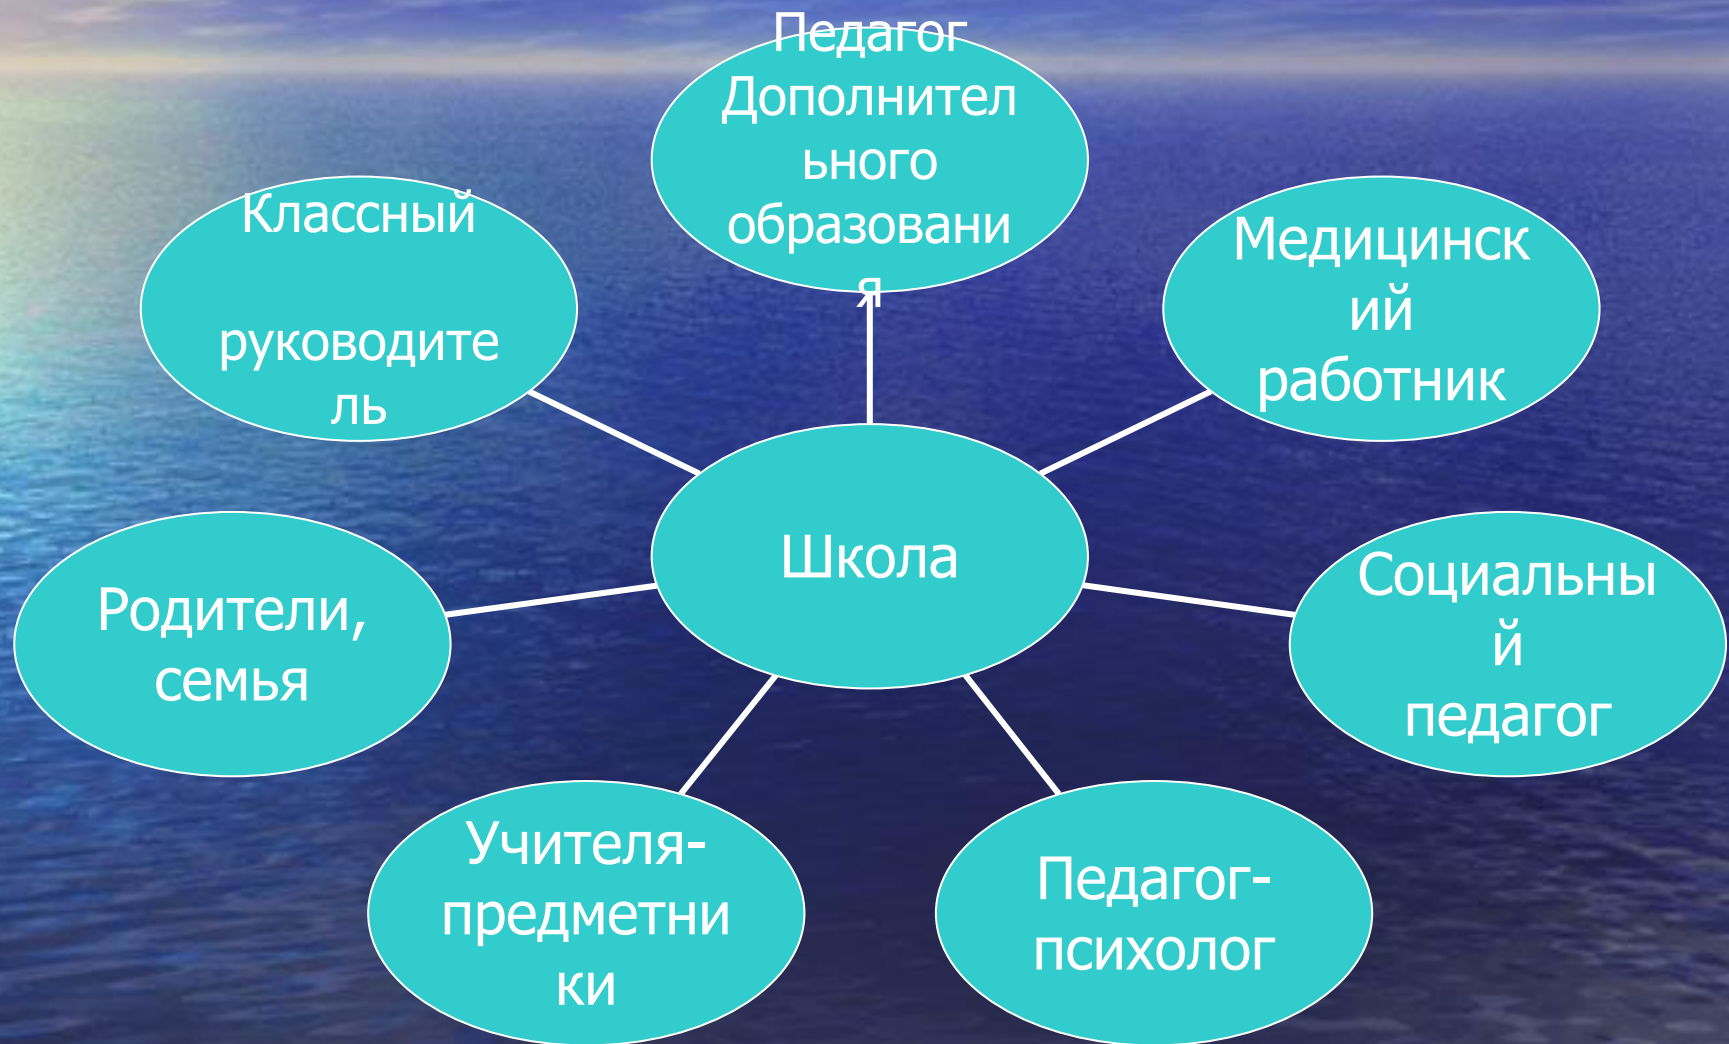 Педагог
Дополнител
ьного
образовани
я
Классный
руководите
ль
Медицинск
ий
работник
Школа
Родители,
семья
Социальны
й
педагог
Учителя-
предметни
ки
Педагог-
психолог